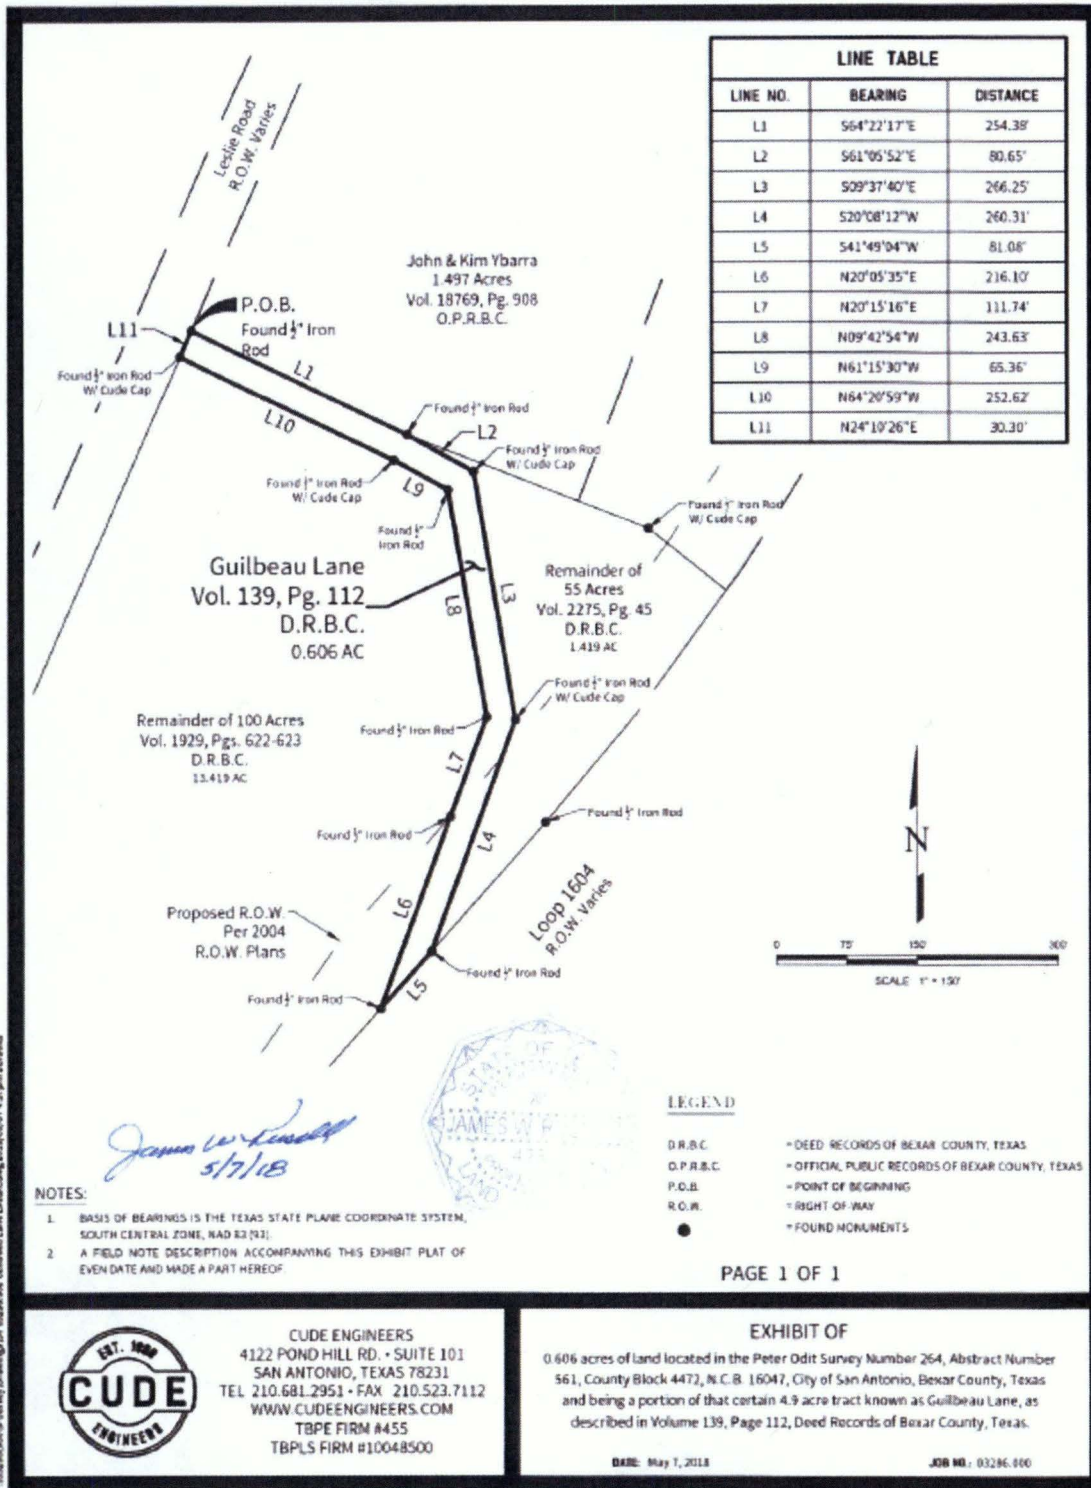 LINE TABLE
LINE NO. BEARING DISTANCE
L1 S64°22'17"E 254.38'
L2 S61°05'52"E 80.65'
L3 S09°37'40"E 266.25'
L4 S20°08'12"W 260.31'
L5 S41°49'04"W 81.08'
L6 N20°05'35"E 216.10'
L7 N20°15'16"E 111.74'
L8 N09°42'54"W 243.63'
L9 N61°15'30"W 65.36'
L10 N64°20'59"W 252.62'
L11 N24°10'26"E 30.30'
Leslie Road
R.O.W. Varies
John & Kim Ybarra
1.497 Acres
Vol. 18769, Pg. 908
O.P.R.B.C.
P.O.B.
Found ½" Iron
Rod
L11
Found ½" Iron Rod
W/ Cude Cap
L1
Found ½" Iron Rod
L2
Found ½" Iron Rod
W/ Cude Cap
L10
Found ½" Iron Rod
W/ Cude Cap
L9
Found ½"
Iron Rod
Found ½" Iron Rod
W/ Cude Cap
Guilbeau Lane
Vol. 139, Pg. 112
D.R.B.C.
0.606 AC
L8
L3
Remainder of
55 Acres
Vol. 2275, Pg. 45
D.R.B.C.
1.419 AC
Found ½" Iron Rod
W/ Cude Cap
Remainder of 100 Acres
Vol. 1929, Pgs. 622-623
D.R.B.C.
13.419 AC
Found ½" Iron Rod
L7
Found ½" Iron Rod
L4
Found ½" Iron Rod
N
L6
Loop 1604
R.O.W. Varies
Proposed R.O.W.
Per 2004
R.O.W. Plans
Found ½" Iron Rod
L5
Found ½" Iron Rod
0 75' 150' 300'
SCALE 1" = 150'
STATE OF
JAMES W
LAND
James W Russell
5/7/18
LEGEND
D.R.B.C. = DEED RECORDS OF BEXAR COUNTY, TEXAS
O.P.R.B.C. = OFFICIAL PUBLIC RECORDS OF BEXAR COUNTY, TEXAS
P.O.B. = POINT OF BEGINNING
R.O.W. = RIGHT-OF-WAY
= FOUND MONUMENTS
NOTES:
1. BASIS OF BEARINGS IS THE TEXAS STATE PLANE COORDINATE SYSTEM,
SOUTH CENTRAL ZONE, NAD 83 (93).
2 A FIELD NOTE DESCRIPTION ACCOMPANYING THIS EXHIBIT PLAT OF
EVEN DATE AND MADE A PART HEREOF.
PAGE 1 OF 1
EST. 1980
CUDE
ENGINEERS
CUDE ENGINEERS
4122 POND HILL RD. • SUITE 101
SAN ANTONIO, TEXAS 78231
TEL 210.681.2951 • FAX 210.523.7112
WWW.CUDEENGINEERS.COM
TBPE FIRM #455
TBPLS FIRM #10048500
EXHIBIT OF
0.606 acres of land located in the Peter Odit Survey Number 264, Abstract Number
561, County Block 4472, N.C.B. 16047, City of San Antonio, Bexar County, Texas
and being a portion of that certain 4.9 acre tract known as Guilbeau Lane, as
described in Volume 139, Page 112, Deed Records of Bexar County, Texas.
DATE: May 7, 2018 JOB NO.: 03286.000